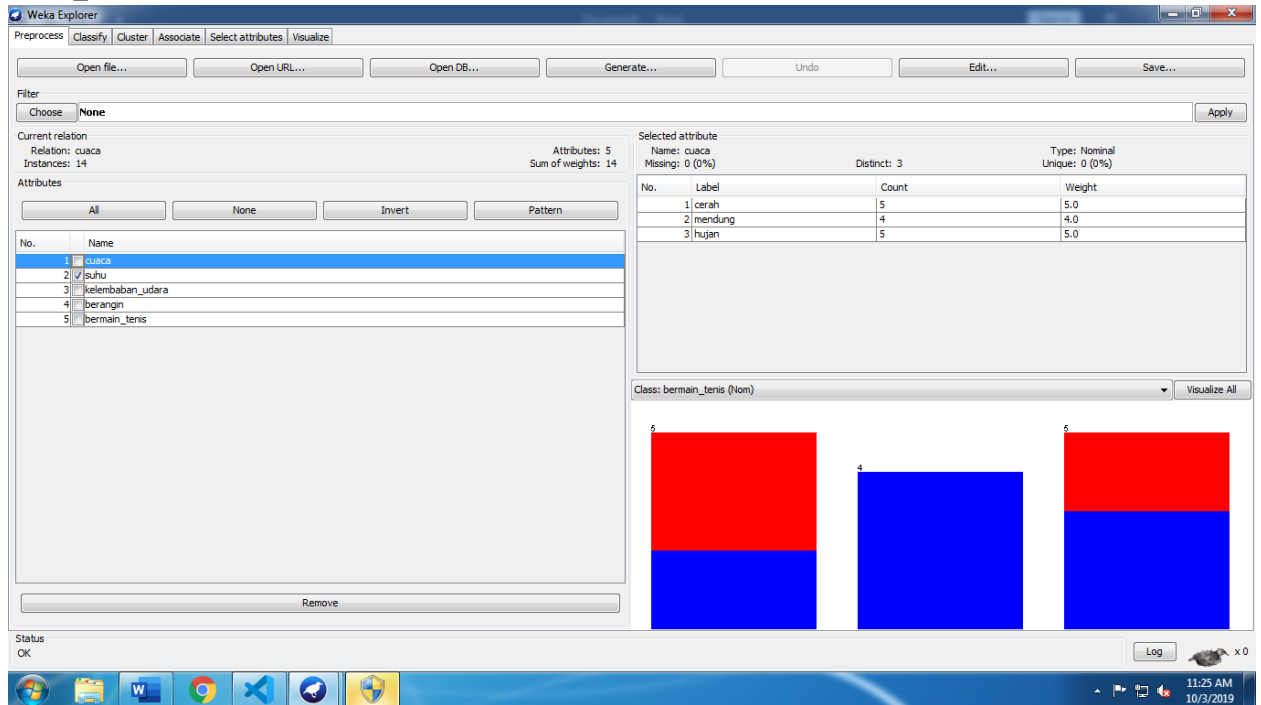 Weka Explorer
Preprocess Classify Cluster Associate Select attributes Visualize
Open file... Open URL... Open DB... Generate... Undo Edit... Save...
Filter
Choose None Apply
Current relation
Relation: cuaca Attributes: 5
Instances: 14 Sum of weights: 14
Attributes
All None Invert Pattern
No. Name
1 cuaca
2 suhu
3 kelembaban_udara
4 berangin
5 bermain_tenis
Remove
Selected attribute
Name: cuaca Type: Nominal
Missing: 0 (0%) Distinct: 3 Unique: 0 (0%)
No. Label Count Weight
1 cerah 5 5.0
2 mendung 4 4.0
3 hujan 5 5.0
Class: bermain_tenis (Nom) Visualize All
5 4 5
Status
OK
Log x 0
W
11:25 AM
10/3/2019